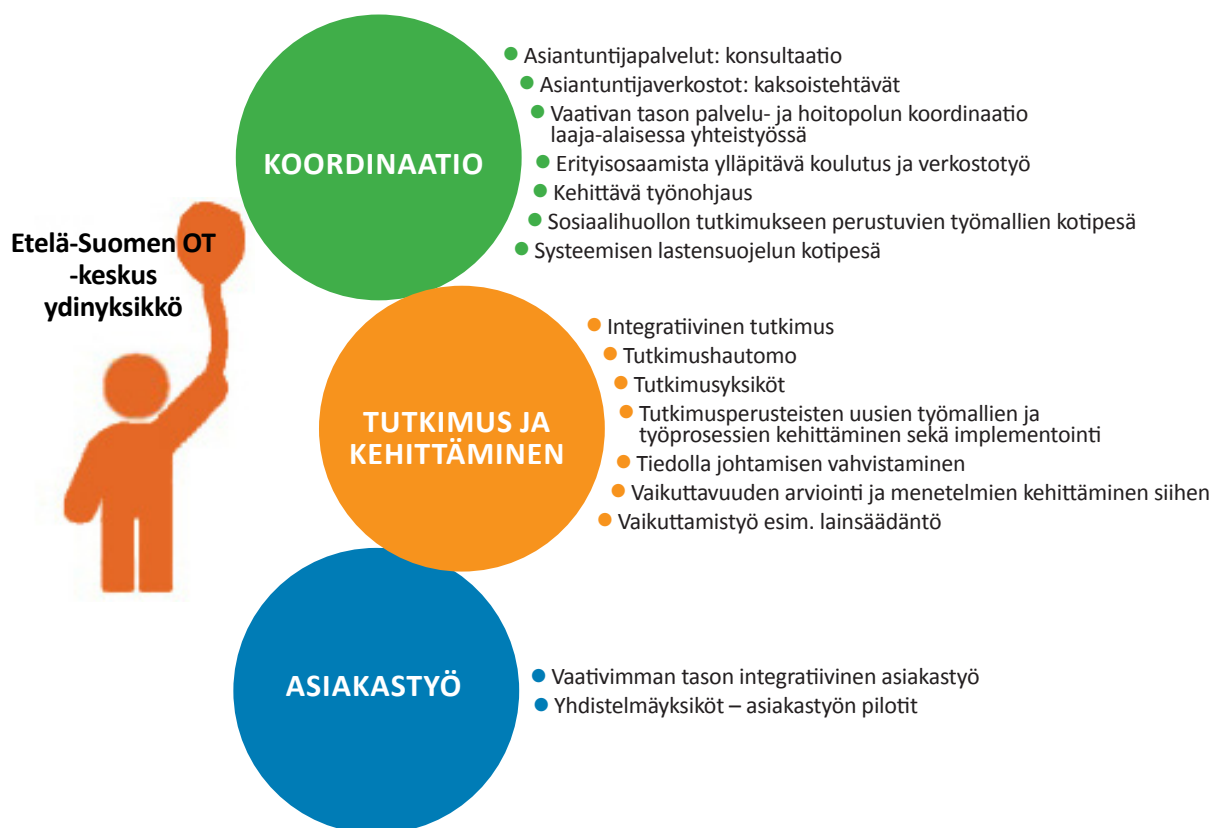 Etelä-Suomen OT
-keskus
ydinyksikkö
KOORDINAATIO
Asiantuntijapalvelut: konsultaatio
Asiantuntijaverkostot: kaksoistehtävät
Vaativan tason palvelu- ja hoitopolun koordinaatio
laaja-alaisessa yhteistyössä
Erityisosaamista ylläpitävä koulutus ja verkostotyö
Kehittävä työnohjaus
Sosiaalihuollon tutkimukseen perustuvien työmallien kotipesä
Systeemisen lastensuojelun kotipesä
TUTKIMUS JA
KEHITTÄMINEN
Integratiivinen tutkimus
Tutkimushautomo
Tutkimusyksiköt
Tutkimusperusteisten uusien työmallien ja
työprosessien kehittäminen sekä implementointi
Tiedolla johtamisen vahvistaminen
Vaikuttavuuden arviointi ja menetelmien kehittäminen siihen
Vaikuttamistyö esim. lainsäädäntö
ASIAKASTYÖ
Vaativimman tason integratiivinen asiakastyö
Yhdistelmäyksiköt – asiakastyön pilotit